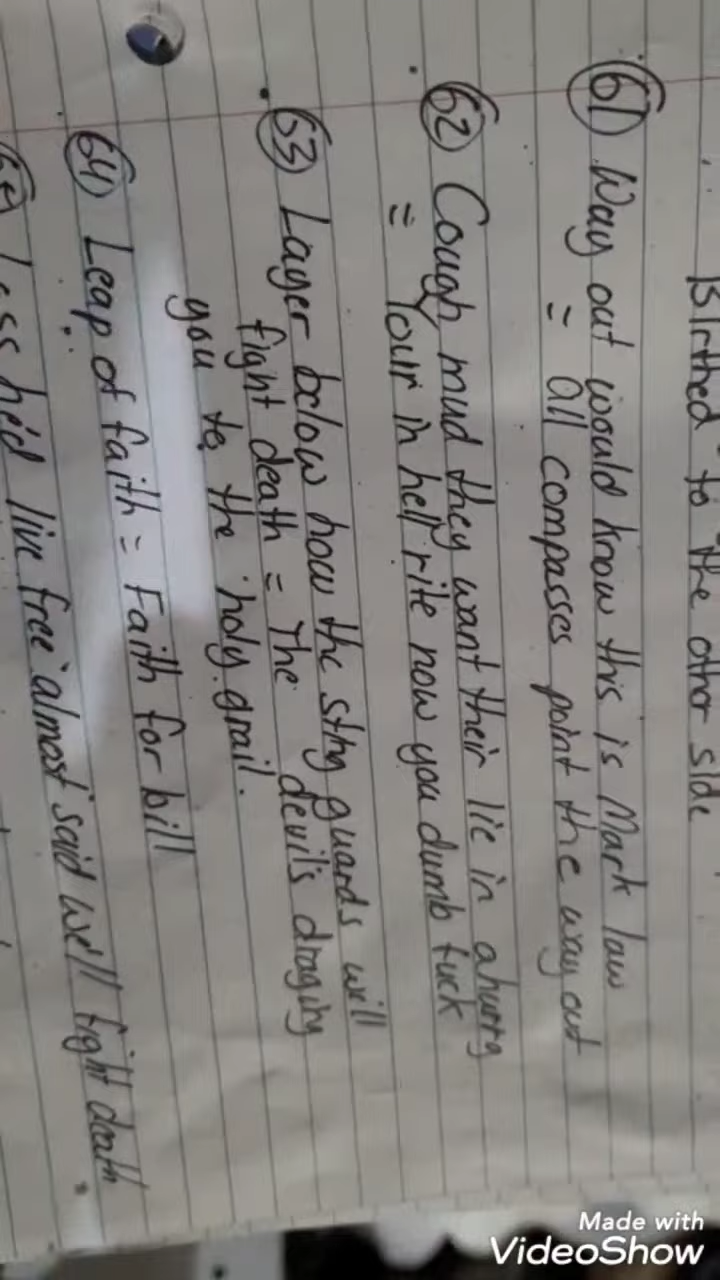 Birthed to the other side
61) Way out would know this is Mark law
= all compasses point the way out
62) Cough mud they want their lie in a hurry
= Your in hell rite now you dumb fuck
63) Layer below how the sthg guards will
fight death = The devil's draging
you to the holy grail.
64) Leap of faith = Faith for bill
he'd live free almost said we'll fight death
Made with
VideoShow